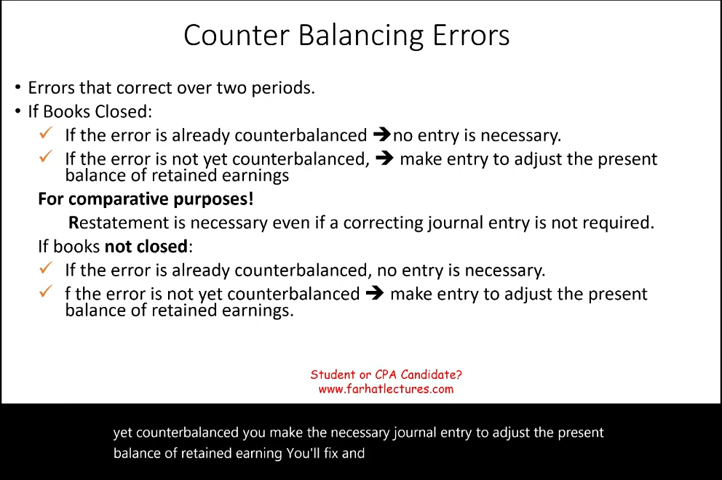 Counter Balancing Errors
• Errors that correct over two periods.
• If Books Closed:
✓ If the error is already counterbalanced ➔no entry is necessary.
✓ If the error is not yet counterbalanced, ➔ make entry to adjust the present
balance of retained earnings
For comparative purposes!
Restatement is necessary even if a correcting journal entry is not required.
If books not closed:
✓ If the error is already counterbalanced, no entry is necessary.
✓ f the error is not yet counterbalanced ➔ make entry to adjust the present
balance of retained earnings.
Student or CPA Candidate?
www.farhatlectures.com
yet counterbalanced you make the necessary journal entry to adjust the present
balance of retained earning You'll fix and